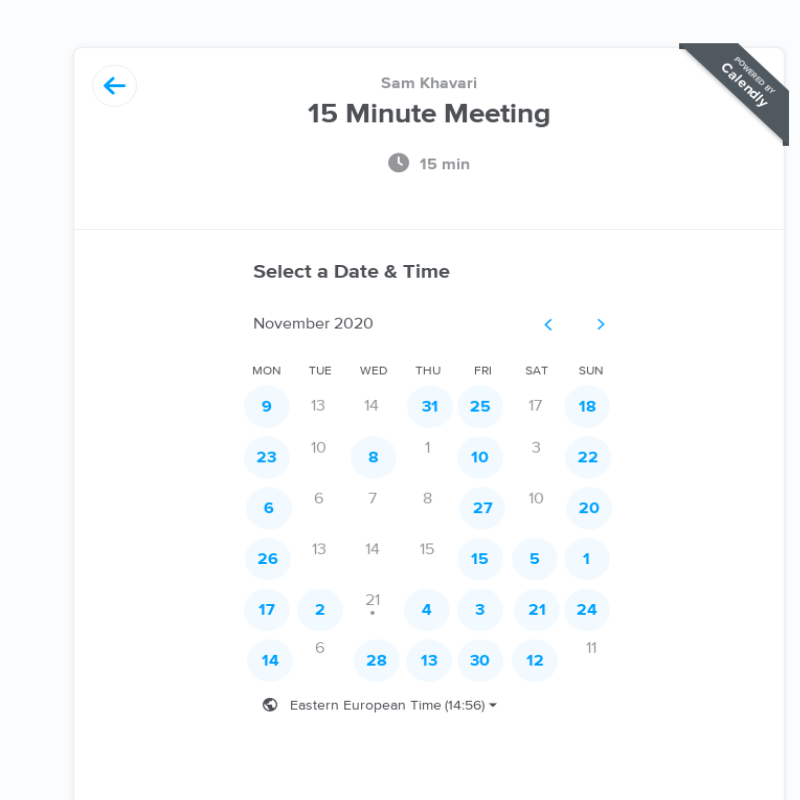 POWERED BY
Calendly
Sam Khavari
15 Minute Meeting
15 min
Select a Date & Time
November 2020
MON TUE WED THU FRI SAT SUN
9 13 14 31 25 17 18
23 10 8 1 10 3 22
6 6 7 8 27 10 20
26 13 14 15 15 5 1
17 2 21 4 3 21 24
14 6 28 13 30 12 11
Eastern European Time (14:56)